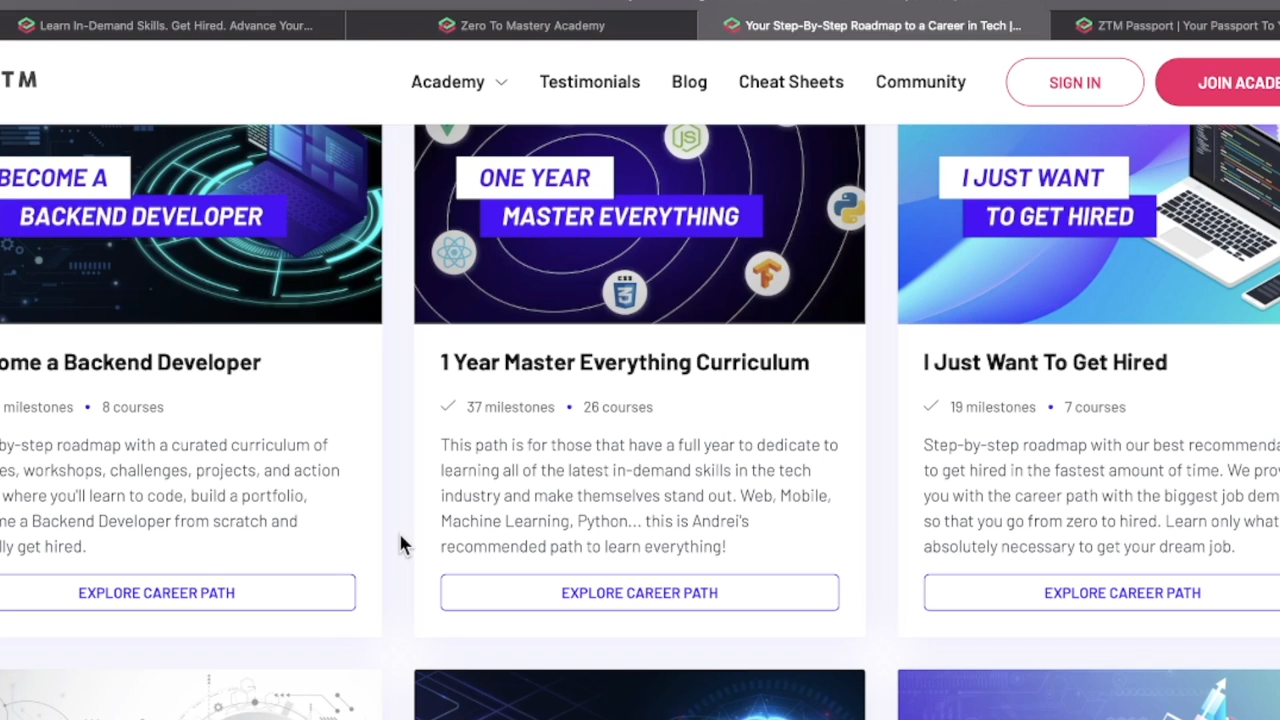 Learn In-Demand Skills. Get Hired. Advance Your...
Zero To Mastery Academy
Your Step-By-Step Roadmap to a Career in Tech |...
ZTM Passport | Your Passport To
TM
Academy
Testimonials
Blog
Cheat Sheets
Community
SIGN IN
JOIN ACADE
BECOME A
BACKEND DEVELOPER
ome a Backend Developer
milestones • 8 courses
by-step roadmap with a curated curriculum of
es, workshops, challenges, projects, and action
where you'll learn to code, build a portfolio,
me a Backend Developer from scratch and
lly get hired.
EXPLORE CAREER PATH
JS
CSS
3
ONE YEAR
MASTER EVERYTHING
1 Year Master Everything Curriculum
37 milestones • 26 courses
This path is for those that have a full year to dedicate to
learning all of the latest in-demand skills in the tech
industry and make themselves stand out. Web, Mobile,
Machine Learning, Python... this is Andrei's
recommended path to learn everything!
EXPLORE CAREER PATH
I JUST WANT
TO GET HIRED
I Just Want To Get Hired
19 milestones • 7 courses
Step-by-step roadmap with our best recommenda
to get hired in the fastest amount of time. We prov
you with the career path with the biggest job dem
so that you go from zero to hired. Learn only what
absolutely necessary to get your dream job.
EXPLORE CAREER PATH